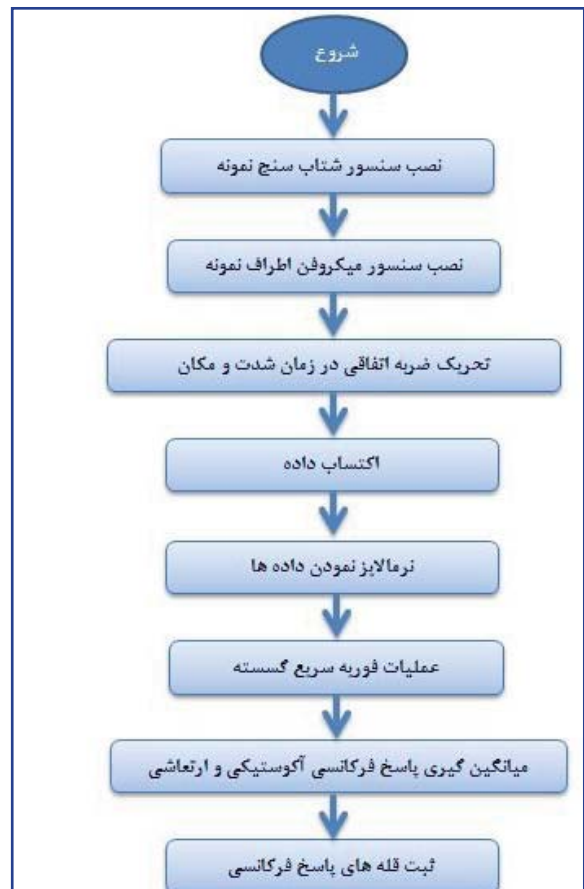 شروع
نصب سنسور شتاب سنج نمونه
نصب سنسور میکروفن اطراف نمونه
تحریک ضربه اتفاقی در زمان شدت و مکان
اکتساب داده
نرمالایز نمودن داده ها
عملیات فوریه سریع گسسته
میانگین گیری پاسخ فرکانسی آکوستیکی و ارتعاشی
ثبت قله های پاسخ فرکانسی